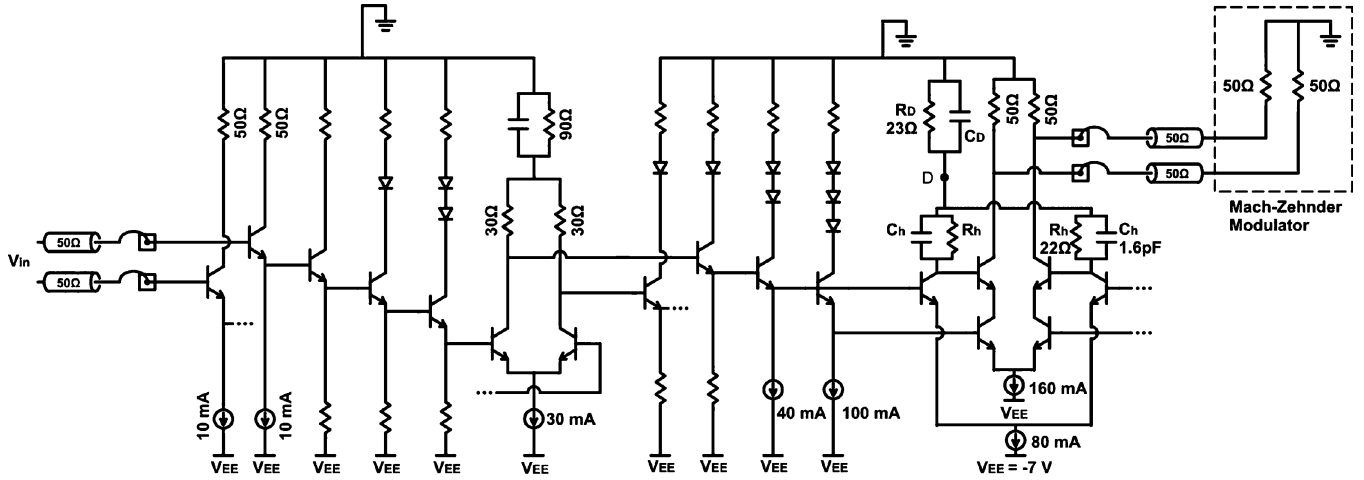 50Ω
50Ω
90Ω
RD
23Ω
CD
50Ω
50Ω
50Ω
50Ω
50Ω
50Ω
Mach-Zehnder
Modulator
D
30Ω
30Ω
Ch
Rh
Rh
22Ω
Ch
1.6pF
Vin
50Ω
50Ω
....
....
....
....
....
10 mA
10 mA
30 mA
40 mA
100 mA
160 mA
VEE
80 mA
VEE
VEE
VEE
VEE
VEE
VEE
VEE
VEE
VEE
VEE
VEE = -7 V